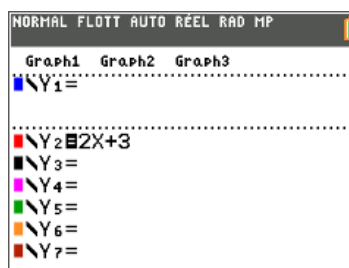 NORMAL FLOTT AUTO RÉEL RAD MP
Graph1 Graph2 Graph3
\Y1=
\Y2=2X+3
\Y3=
\Y4=
\Y5=
\Y6=
\Y7=